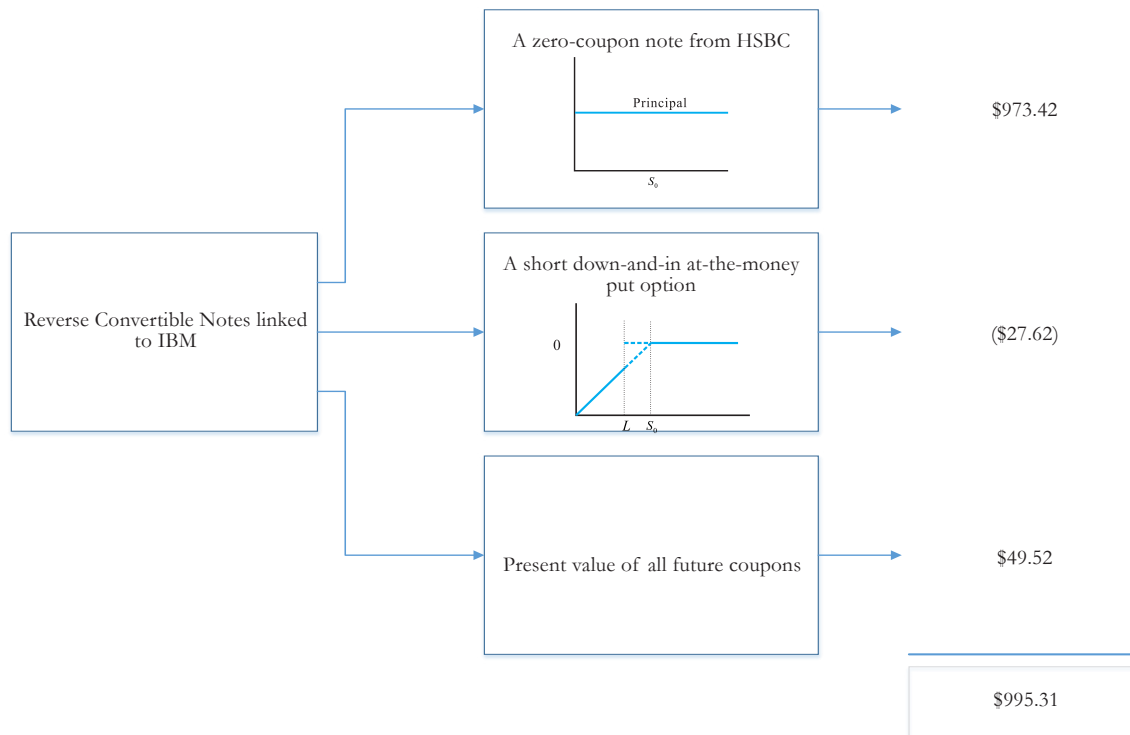 A zero-coupon note from HSBC
Principal
S₀
$973.42
Reverse Convertible Notes linked
to IBM
A short down-and-in at-the-money
put option
0
L S₀
($27.62)
Present value of all future coupons
$49.52
$995.31